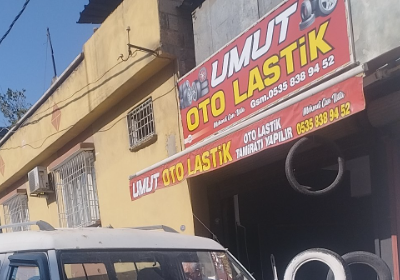 UMUT
OTO LASTİK
Gsm.0535 838 94 52
UMUT OTO LASTİK
OTO LASTİK
TAMİRATI YAPILIR
0535 838 94 52